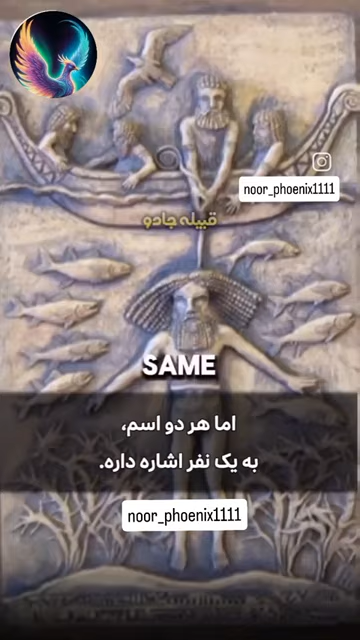 noor_phoenix1111
قبیله جادو
SAME
اما هر دو اسم،
به یک نفر اشاره داره.
noor_phoenix1111